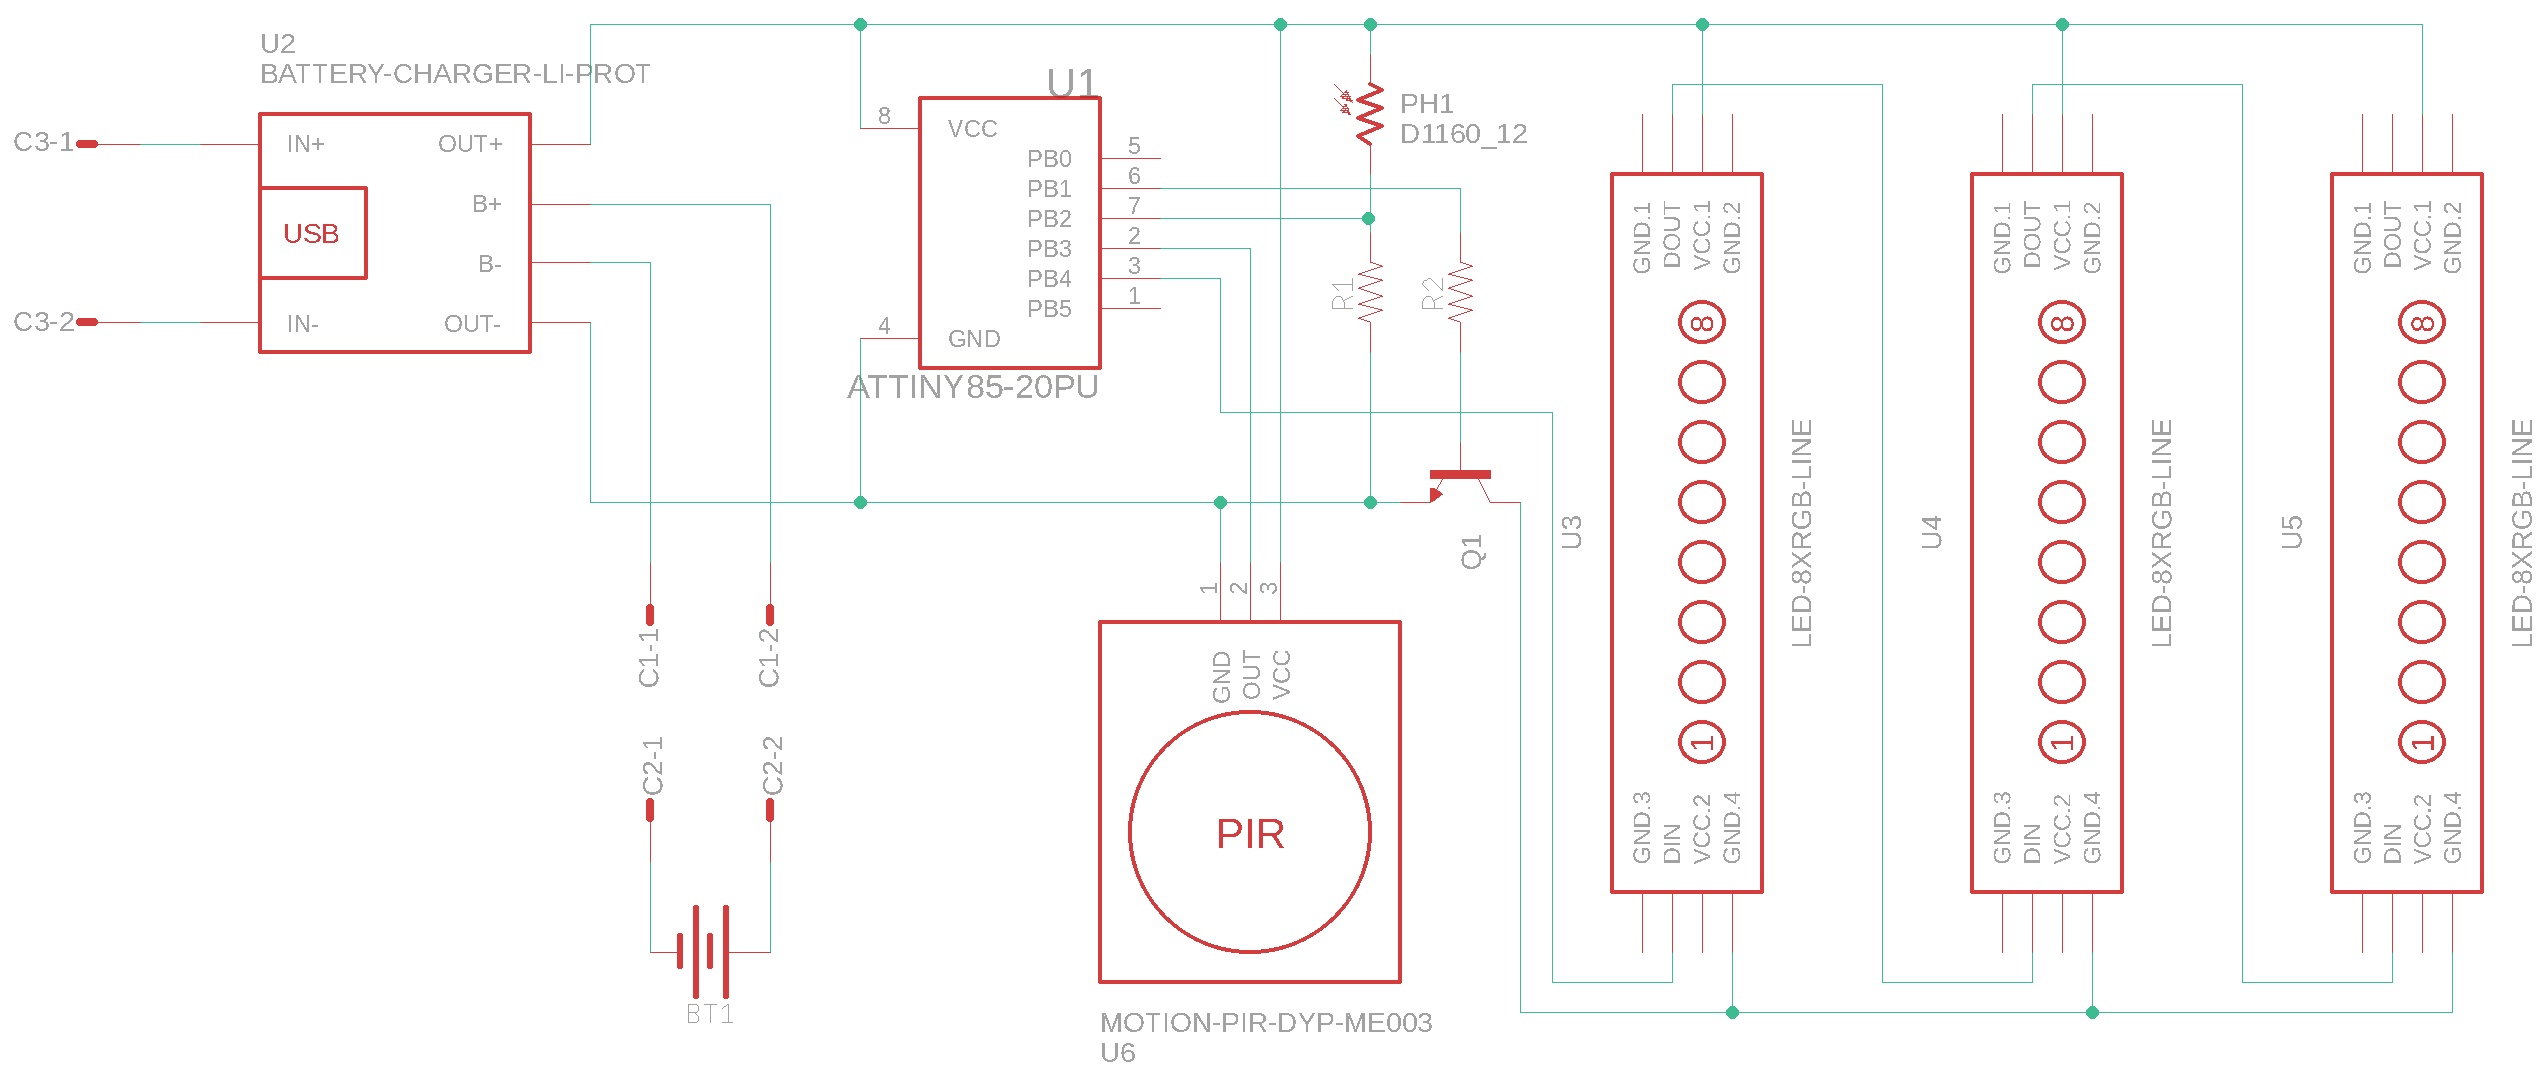 U2
BATTERY-CHARGER-LI-PROT
C3-1
IN+
OUT+
B+
USB
B-
C3-2
IN-
OUT-
U1
8
VCC
PB0
5
PB1
6
PB2
7
PB3
2
PB4
3
PB5
1
4
GND
ATTINY85-20PU
PH1
D1160_12
R1
R2
Q1
C1-1
C1-2
C2-1
C2-2
BT1
1
2
3
GND
OUT
VCC
PIR
MOTION-PIR-DYP-ME003
U6
U3
GND.1
DOUT
VCC.1
GND.2
8
1
GND.3
DIN
VCC.2
GND.4
LED-8XRGB-LINE
U4
GND.1
DOUT
VCC.1
GND.2
8
1
GND.3
DIN
VCC.2
GND.4
LED-8XRGB-LINE
U5
GND.1
DOUT
VCC.1
GND.2
8
1
GND.3
DIN
VCC.2
GND.4
LED-8XRGB-LINE